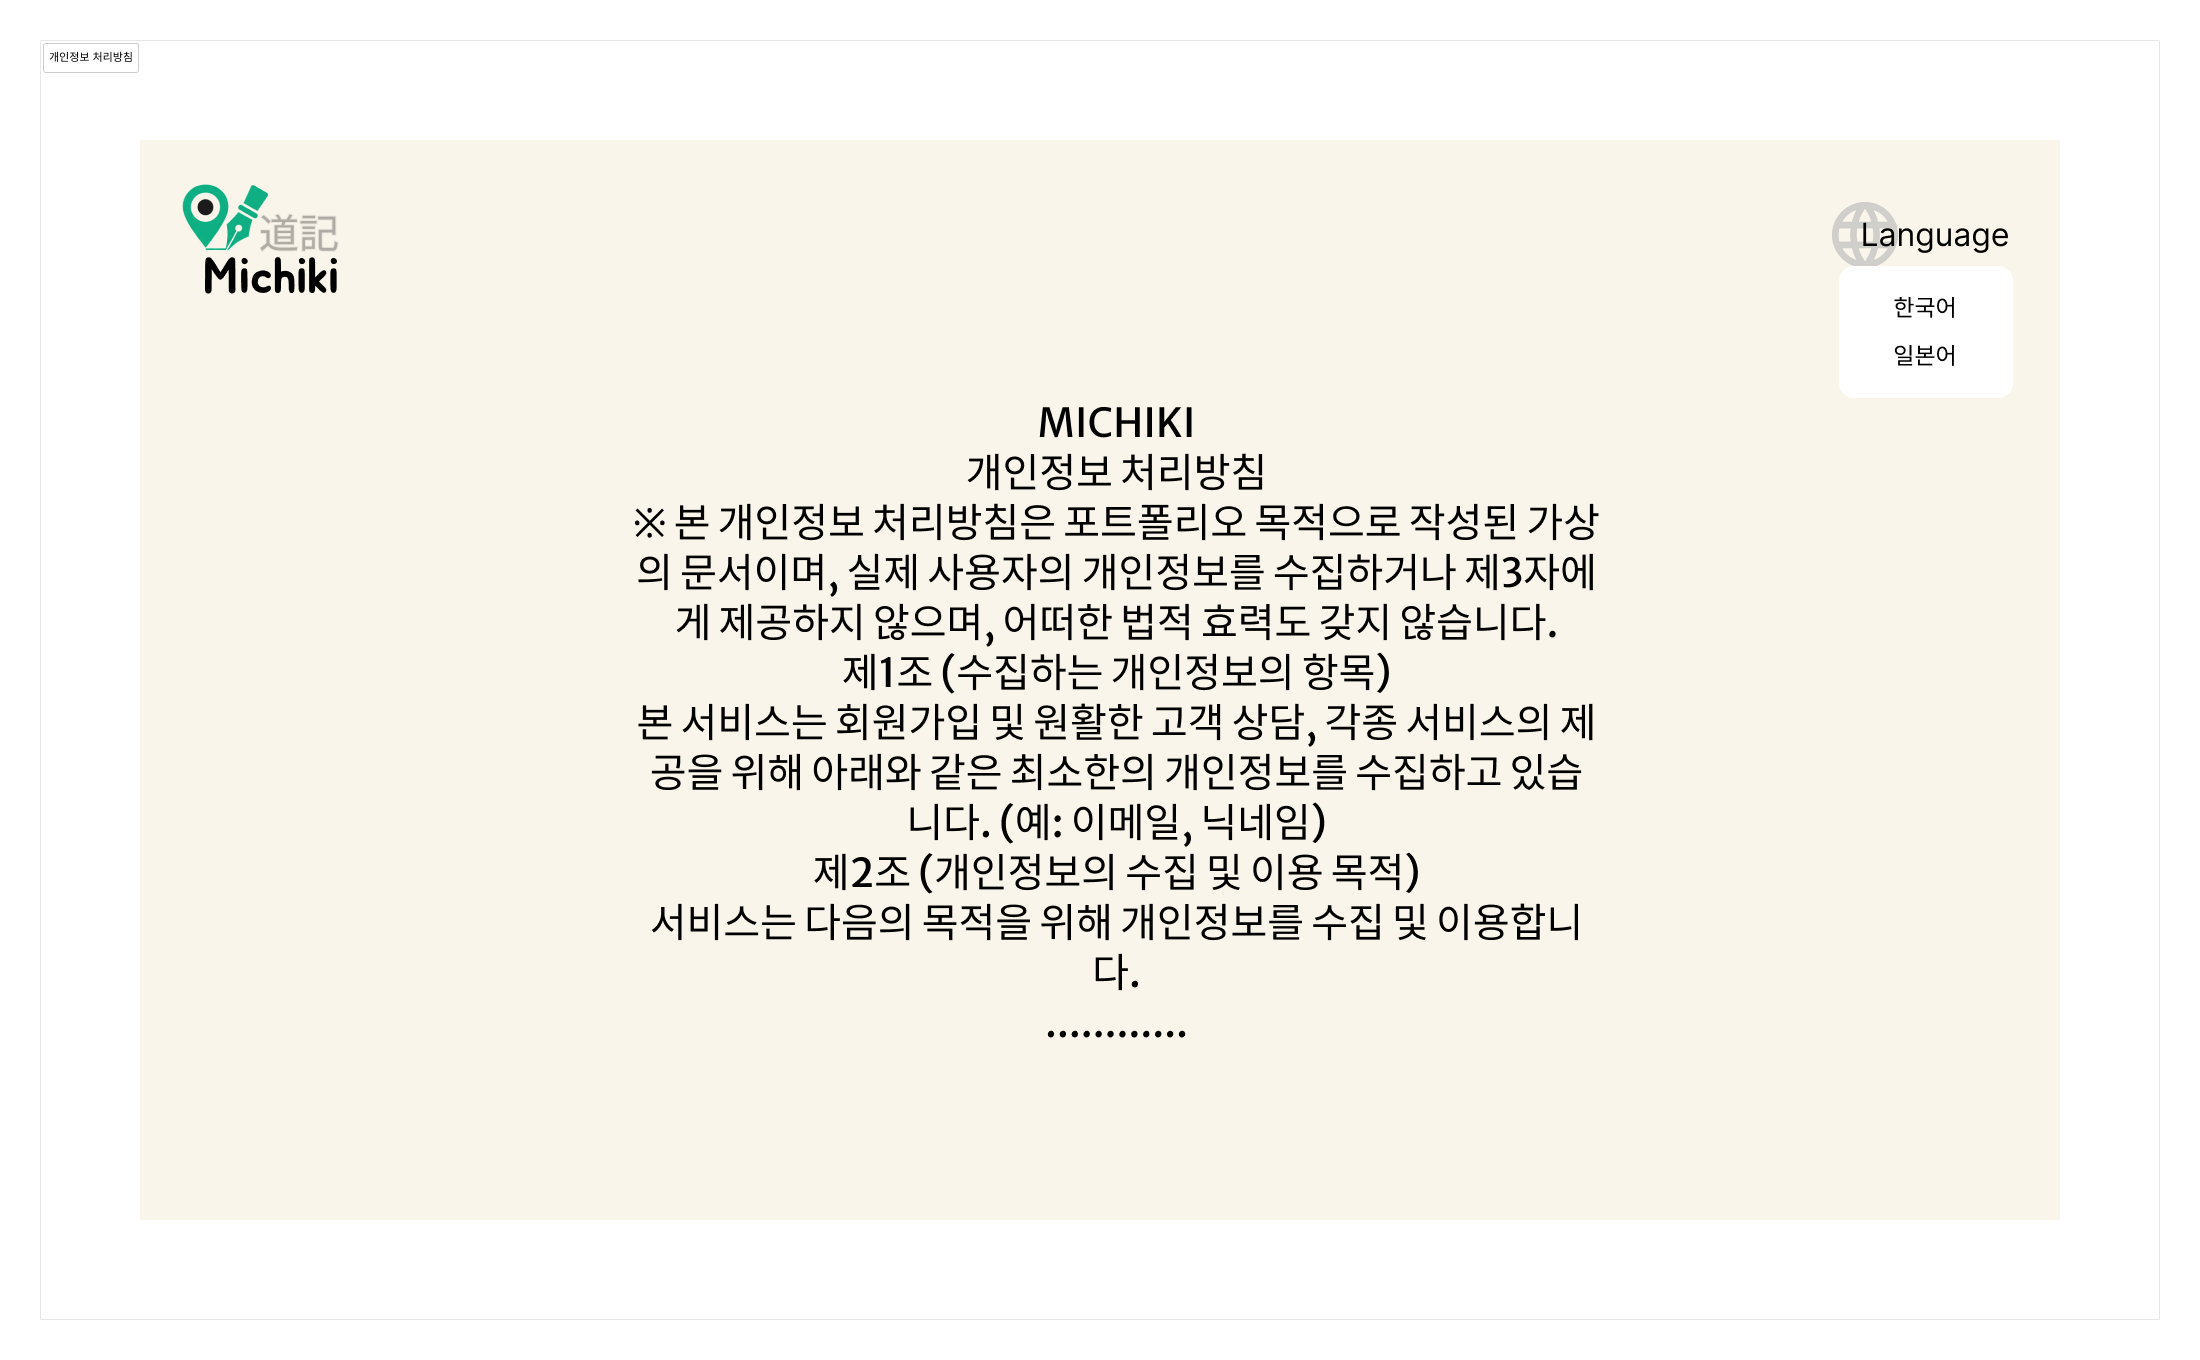 개인정보 처리방침
道記
Michiki
Language
한국어
일본어
MICHIKI
개인정보 처리방침
※ 본 개인정보 처리방침은 포트폴리오 목적으로 작성된 가상
의 문서이며, 실제 사용자의 개인정보를 수집하거나 제3자에
게 제공하지 않으며, 어떠한 법적 효력도 갖지 않습니다.
제1조 (수집하는 개인정보의 항목)
본 서비스는 회원가입 및 원활한 고객 상담, 각종 서비스의 제
공을 위해 아래와 같은 최소한의 개인정보를 수집하고 있습
니다. (예: 이메일, 닉네임)
제2조 (개인정보의 수집 및 이용 목적)
서비스는 다음의 목적을 위해 개인정보를 수집 및 이용합니
다.
............